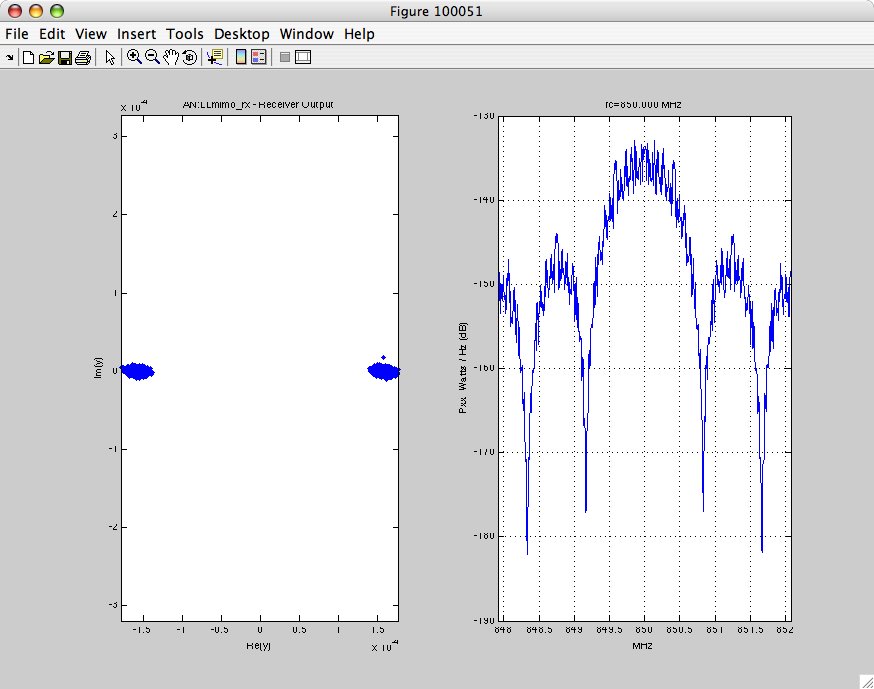 Figure 100051
File Edit View Insert Tools Desktop Window Help
x 10^-4
AN:ELmimo_rx - Receiver Output
3
2
1
0
-1
-2
-3
Im(y)
-1.5 -1 -0.5 0 0.5 1 1.5
Re(y)
x 10^-4
fc=850.000 MHz
-130
-140
-150
-160
-170
-180
-190
Pxx Watts / Hz (dB)
848 848.5 849 849.5 850 850.5 851 851.5 852
MHz